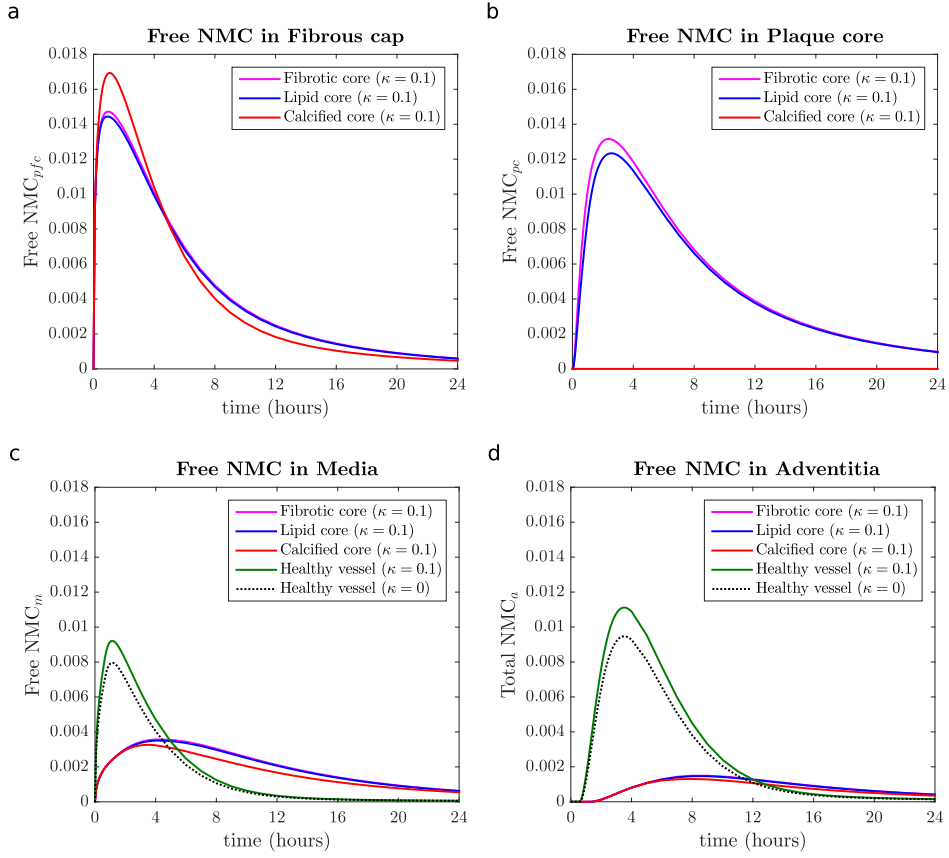 a
Free NMC in Fibrous cap
Free NMC_pfc
0.018
0.016
0.014
0.012
0.01
0.008
0.006
0.004
0.002
0
Fibrotic core (κ = 0.1)
Lipid core (κ = 0.1)
Calcified core (κ = 0.1)
0 4 8 12 16 20 24
time (hours)
b
Free NMC in Plaque core
Free NMC_pc
0.018
0.016
0.014
0.012
0.01
0.008
0.006
0.004
0.002
0
Fibrotic core (κ = 0.1)
Lipid core (κ = 0.1)
Calcified core (κ = 0.1)
0 4 8 12 16 20 24
time (hours)
c
Free NMC in Media
Free NMC_m
0.018
0.016
0.014
0.012
0.01
0.008
0.006
0.004
0.002
0
Fibrotic core (κ = 0.1)
Lipid core (κ = 0.1)
Calcified core (κ = 0.1)
Healthy vessel (κ = 0.1)
Healthy vessel (κ = 0)
0 4 8 12 16 20 24
time (hours)
d
Free NMC in Adventitia
Total NMC_a
0.018
0.016
0.014
0.012
0.01
0.008
0.006
0.004
0.002
0
Fibrotic core (κ = 0.1)
Lipid core (κ = 0.1)
Calcified core (κ = 0.1)
Healthy vessel (κ = 0.1)
Healthy vessel (κ = 0)
0 4 8 12 16 20 24
time (hours)